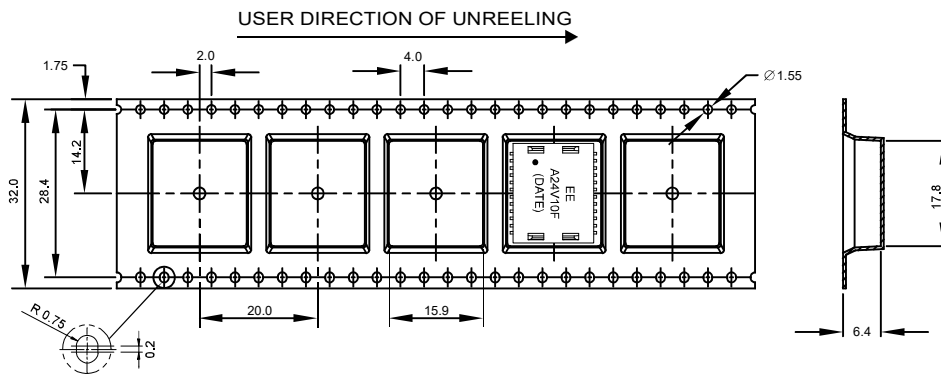 USER DIRECTION OF UNREELING
2.0
4.0
1.75
Ø1.55
14.2
28.4
32.0
EE
A24V10F
(DATE)
17.8
20.0
15.9
6.4
R 0.75
0.2